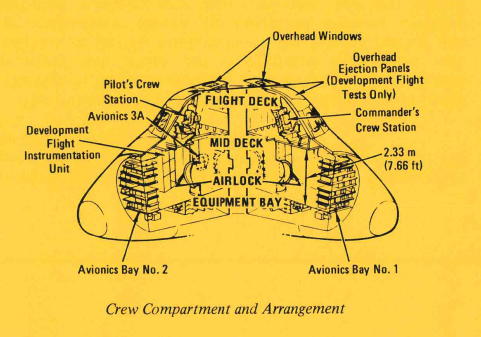 Overhead Windows
Overhead
Ejection Panels
(Development Flight
Tests Only)
Pilot's Crew
Station
FLIGHT DECK
Avionics 3A
Commander's
Crew Station
Development
Flight
Instrumentation
Unit
MID DECK
2.33 m
(7.66 ft)
AIRLOCK
EQUIPMENT BAY
Avionics Bay No. 2
Avionics Bay No. 1
Crew Compartment and Arrangement